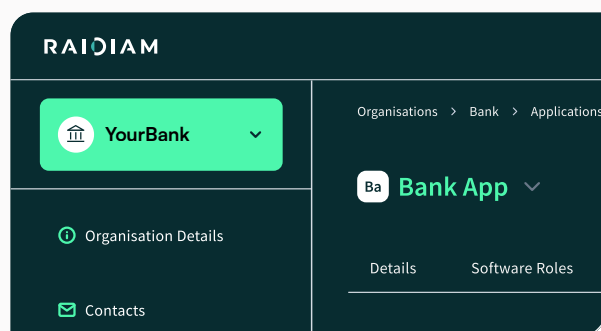 RAIDIAM
YourBank
Organisations > Bank > Applications
Ba Bank App
Organisation Details
Details Software Roles
Contacts